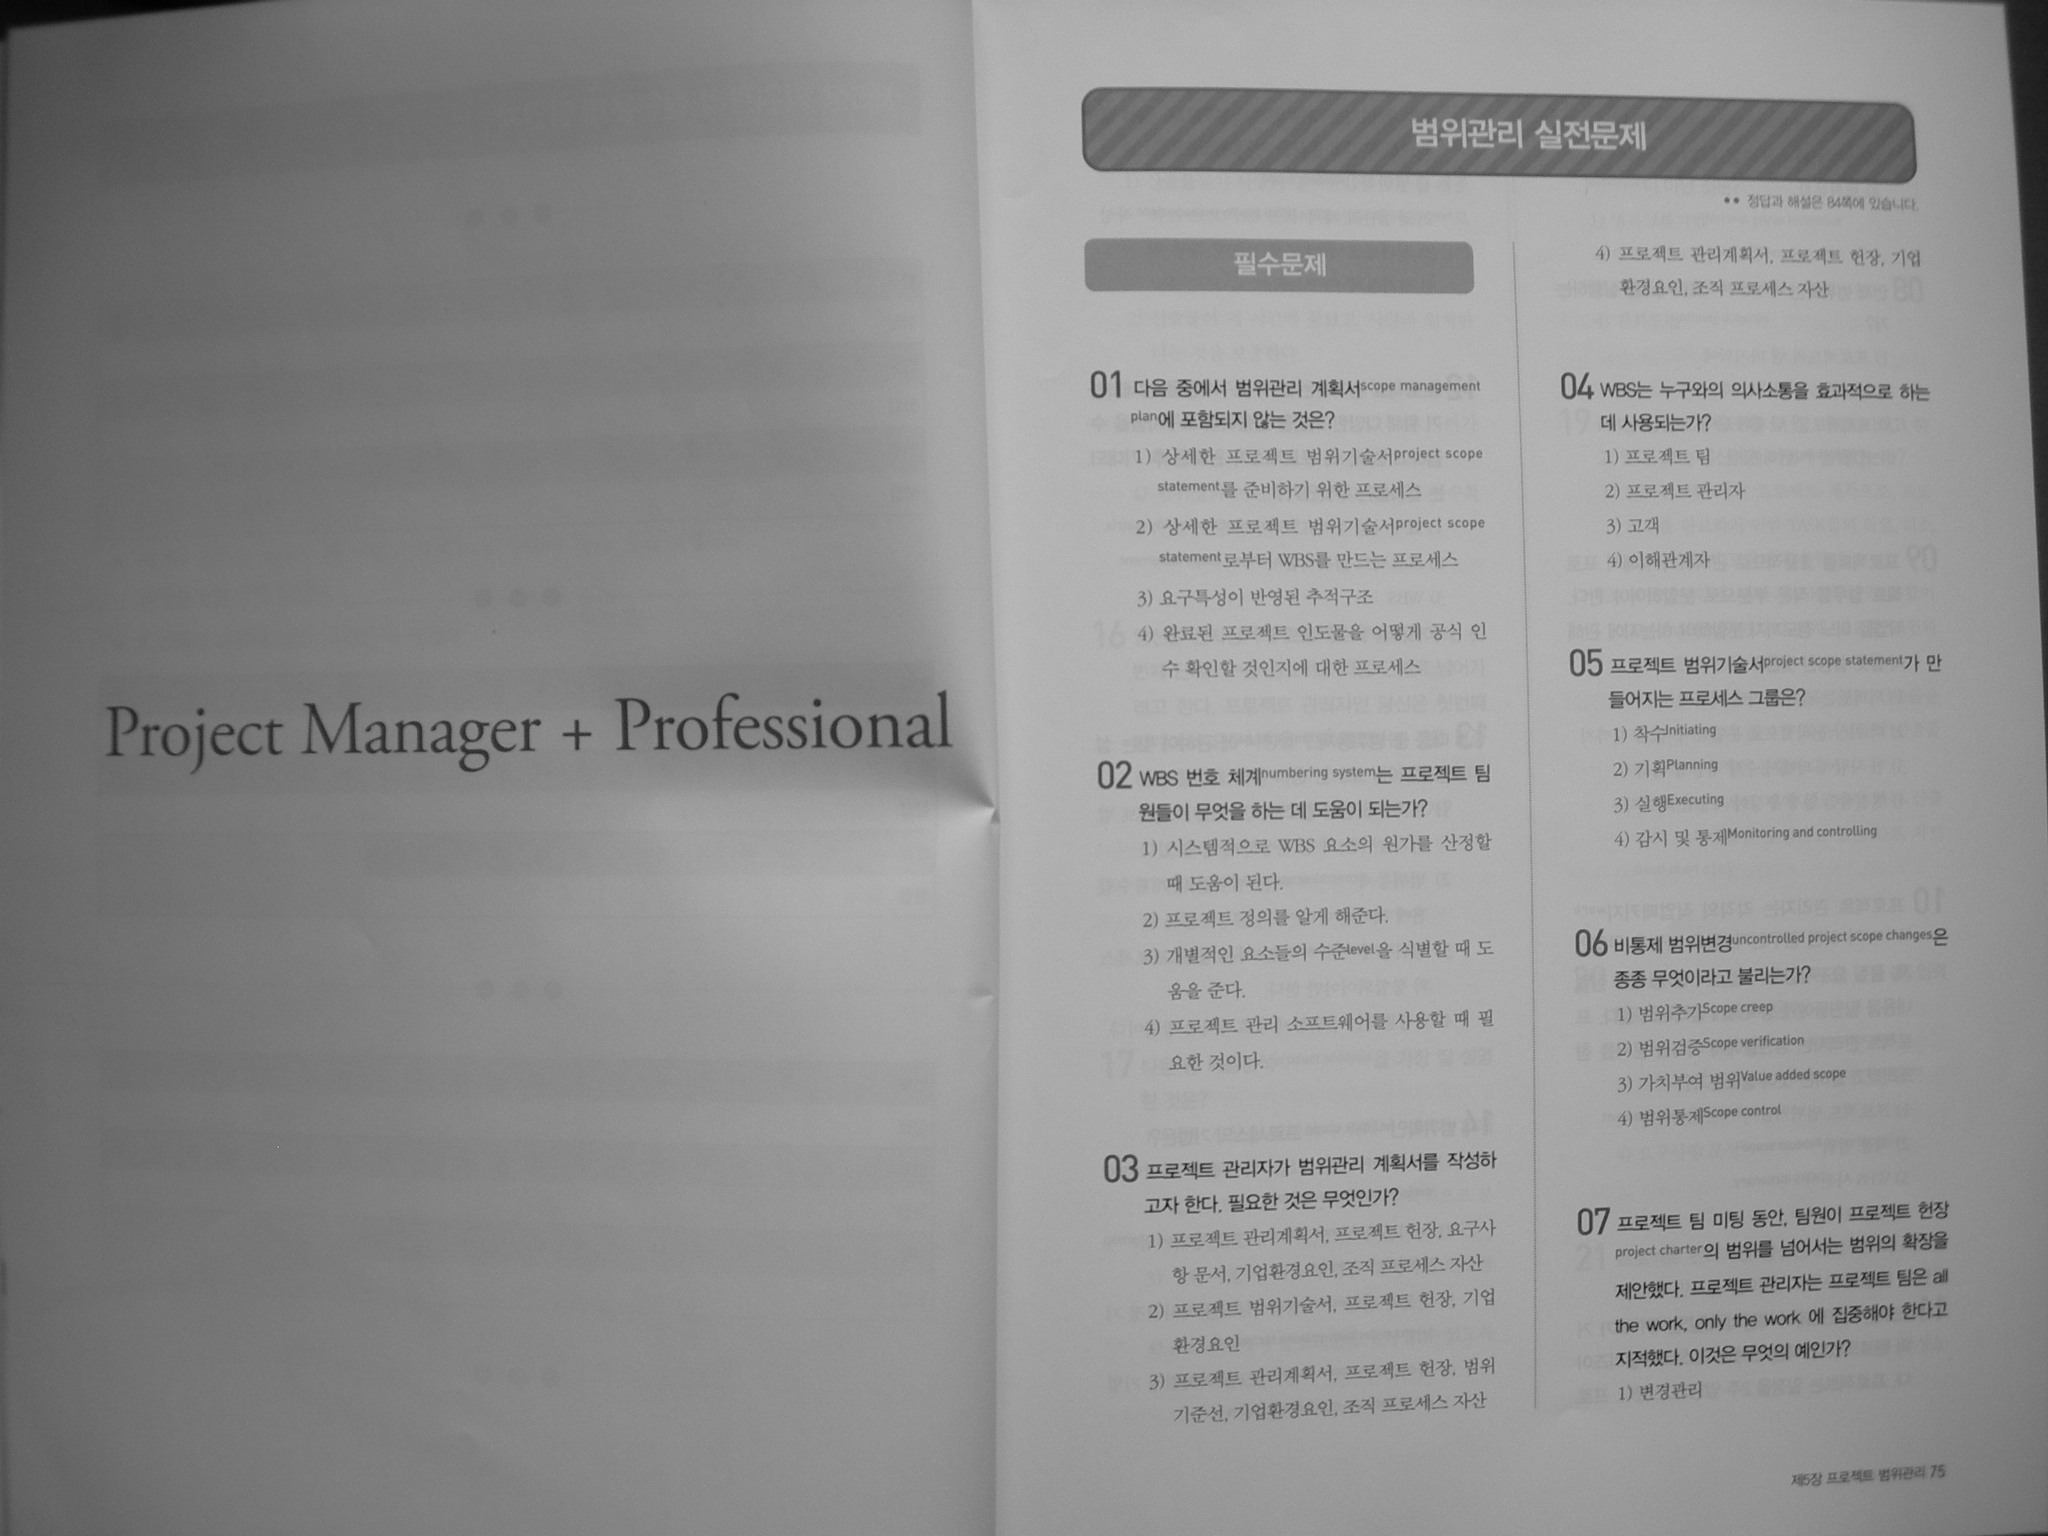 Project Manager + Professional
범위관리 실전문제
•• 정답과 해설은 84쪽에 있습니다.
필수문제
01 다음 중에서 범위관리 계획서scope management
plan에 포함되지 않는 것은?
1) 상세한 프로젝트 범위기술서project scope
statement를 준비하기 위한 프로세스
2) 상세한 프로젝트 범위기술서project scope
statement로부터 WBS를 만드는 프로세스
3) 요구특성이 반영된 추적구조
4) 완료된 프로젝트 인도물을 어떻게 공식 인
수 확인할 것인지에 대한 프로세스
02 WBS 번호 체계numbering system는 프로젝트 팀
원들이 무엇을 하는 데 도움이 되는가?
1) 시스템적으로 WBS 요소의 원가를 산정할
때 도움이 된다.
2) 프로젝트 정의를 알게 해준다.
3) 개별적인 요소들의 수준level을 식별할 때 도
움을 준다.
4) 프로젝트 관리 소프트웨어를 사용할 때 필
요한 것이다.
03 프로젝트 관리자가 범위관리 계획서를 작성하
고자 한다. 필요한 것은 무엇인가?
1) 프로젝트 관리계획서, 프로젝트 헌장, 요구사
항 문서, 기업환경요인, 조직 프로세스 자산
2) 프로젝트 범위기술서, 프로젝트 헌장, 기업
환경요인
3) 프로젝트 관리계획서, 프로젝트 헌장, 범위
기준선, 기업환경요인, 조직 프로세스 자산
4) 프로젝트 관리계획서, 프로젝트 헌장, 기업
환경요인, 조직 프로세스 자산
04 WBS는 누구와의 의사소통을 효과적으로 하는
데 사용되는가?
1) 프로젝트 팀
2) 프로젝트 관리자
3) 고객
4) 이해관계자
05 프로젝트 범위기술서project scope statement가 만
들어지는 프로세스 그룹은?
1) 착수Initiating
2) 기획Planning
3) 실행Executing
4) 감시 및 통제Monitoring and controlling
06 비통제 범위변경uncontrolled project scope changes은
종종 무엇이라고 불리는가?
1) 범위추가Scope creep
2) 범위검증Scope verification
3) 가치부여 범위Value added scope
4) 범위통제Scope control
07 프로젝트 팀 미팅 동안, 팀원이 프로젝트 헌장
project charter의 범위를 넘어서는 범위의 확장을
제안했다. 프로젝트 관리자는 프로젝트 팀은 all
the work, only the work 에 집중해야 한다고
지적했다. 이것은 무엇의 예인가?
1) 변경관리
제5장 프로젝트 범위관리 75